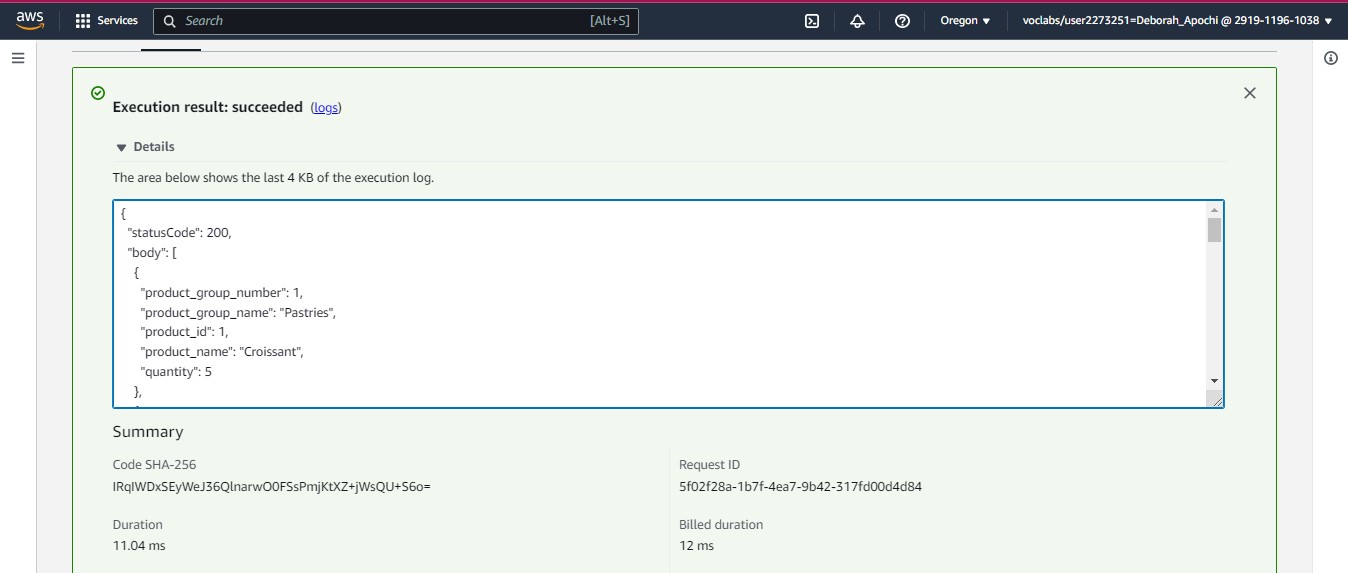 aws Services Search [Alt+S] Oregon ▼ voclabs/user2273251=Deborah_Apochi @ 2919-1196-1038 ▼
Execution result: succeeded (logs)
▼ Details
The area below shows the last 4 KB of the execution log.
{
"statusCode": 200,
"body": [
{
"product_group_number": 1,
"product_group_name": "Pastries",
"product_id": 1,
"product_name": "Croissant",
"quantity": 5
},
Summary
Code SHA-256
IRqIWDxSEyWeJ36QlnarwO0FSsPmjKtXZ+jWsQU+S6o=
Request ID
5f02f28a-1b7f-4ea7-9b42-317fd00d4d84
Duration
11.04 ms
Billed duration
12 ms